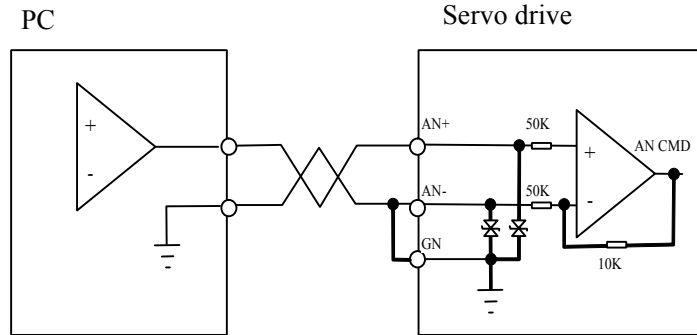 PC
Servo drive
+
-
AN+
50K
+
AN CMD
AN-
50K
-
GN
10K